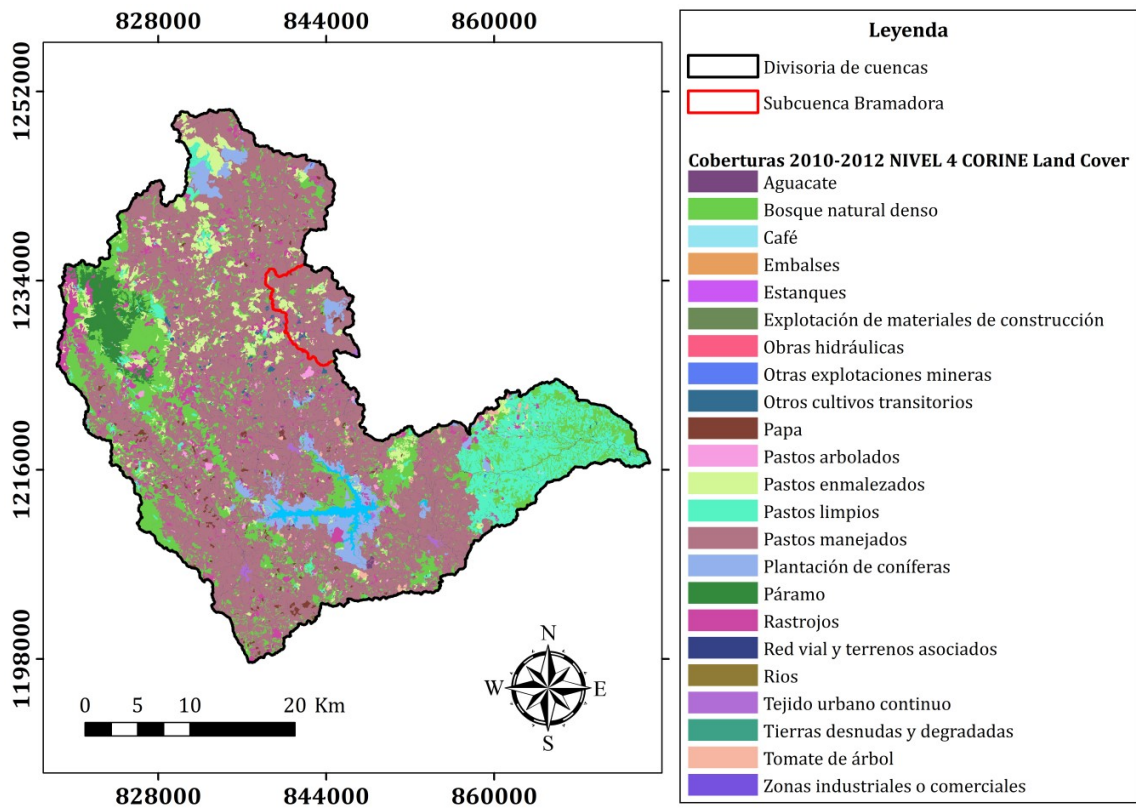 828000 844000 860000
1252000
1234000
1216000
1198000
N
W E
S
0 5 10 20 Km
828000 844000 860000
Leyenda
Divisoria de cuencas
Subcuenca Bramadora
Coberturas 2010-2012 NIVEL 4 CORINE Land Cover
Aguacate
Bosque natural denso
Café
Embalses
Estanques
Explotación de materiales de construcción
Obras hidráulicas
Otras explotaciones mineras
Otros cultivos transitorios
Papa
Pastos arbolados
Pastos enmalezados
Pastos limpios
Pastos manejados
Plantación de coníferas
Páramo
Rastrojos
Red vial y terrenos asociados
Rios
Tejido urbano continuo
Tierras desnudas y degradadas
Tomate de árbol
Zonas industriales o comerciales